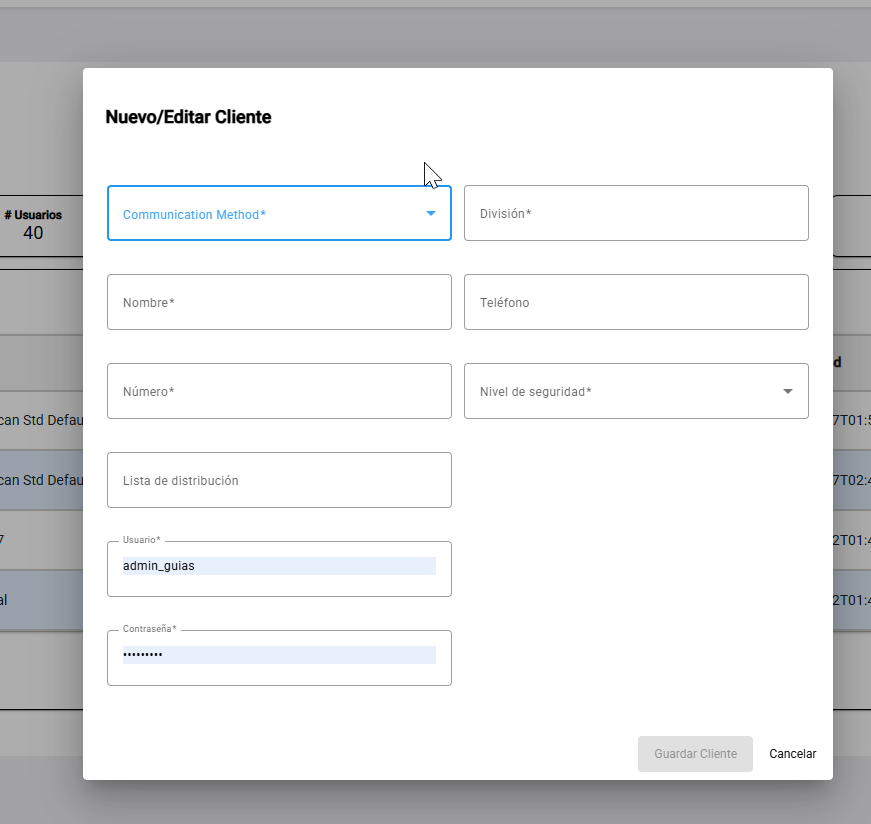 Nuevo/Editar Cliente
# Usuarios
40
Communication Method*
División*
Nombre*
Teléfono
Número*
Nivel de seguridad*
Lista de distribución
Usuario*
admin_guias
Contraseña*
•••••••••
Guardar Cliente
Cancelar
can Std Defau
can Std Defau
7
al
d
7T01:5
7T02:4
2T01:4
2T01:4